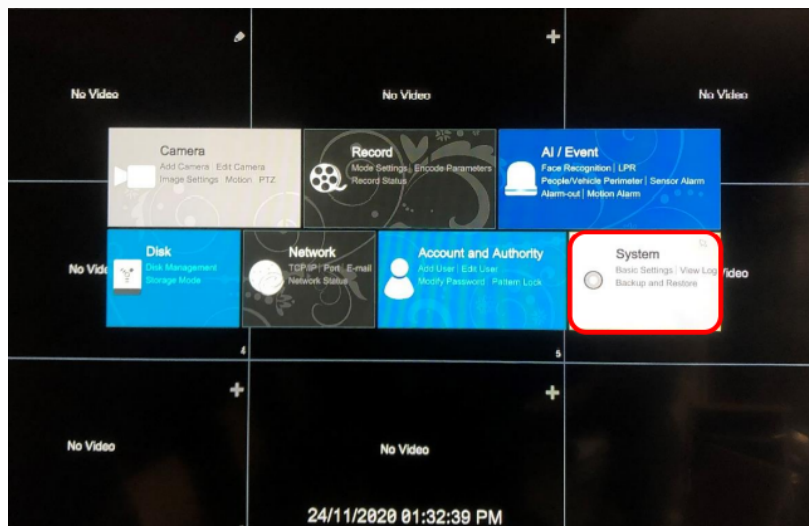 No Video
No Video
No Video
Camera
Add Camera Edit Camera
Image Settings Motion PTZ
Record
Mode Settings | Encode Parameters
Record Status
AI / Event
Face Recognition | LPR
People/Vehicle Perimeter | Sensor Alarm
Alarm-out | Motion Alarm
No Vide
Disk
Disk Management
Storage Mode
Network
TCP/IP | Port | E-mail
Network Status
Account and Authority
Add User | Edit User
Modify Password Pattern Lock
System
Basic Settings | View Log
Backup and Restore
Video
4
5
No Video
No Video
24/11/2020 01:32:39 PM